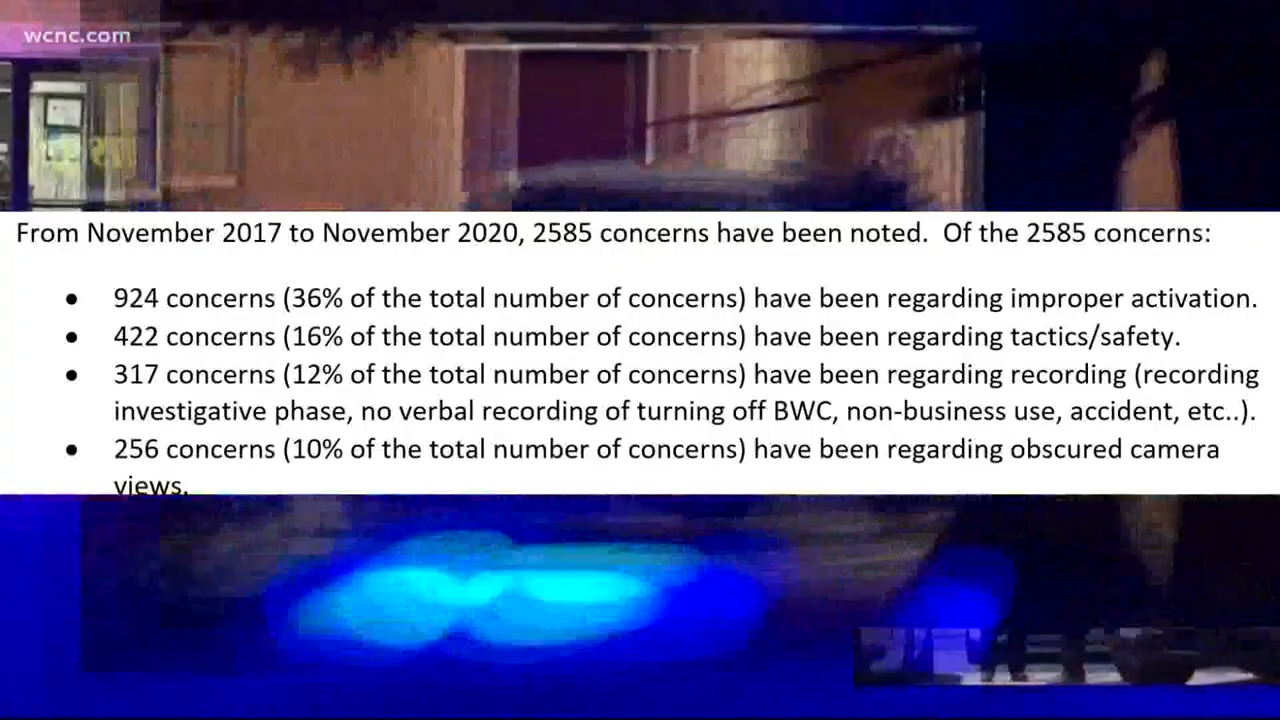 wcnc.com
From November 2017 to November 2020, 2585 concerns have been noted.  Of the 2585 concerns:
• 924 concerns (36% of the total number of concerns) have been regarding improper activation.
• 422 concerns (16% of the total number of concerns) have been regarding tactics/safety.
• 317 concerns (12% of the total number of concerns) have been regarding recording (recording
investigative phase, no verbal recording of turning off BWC, non-business use, accident, etc..).
• 256 concerns (10% of the total number of concerns) have been regarding obscured camera
views.